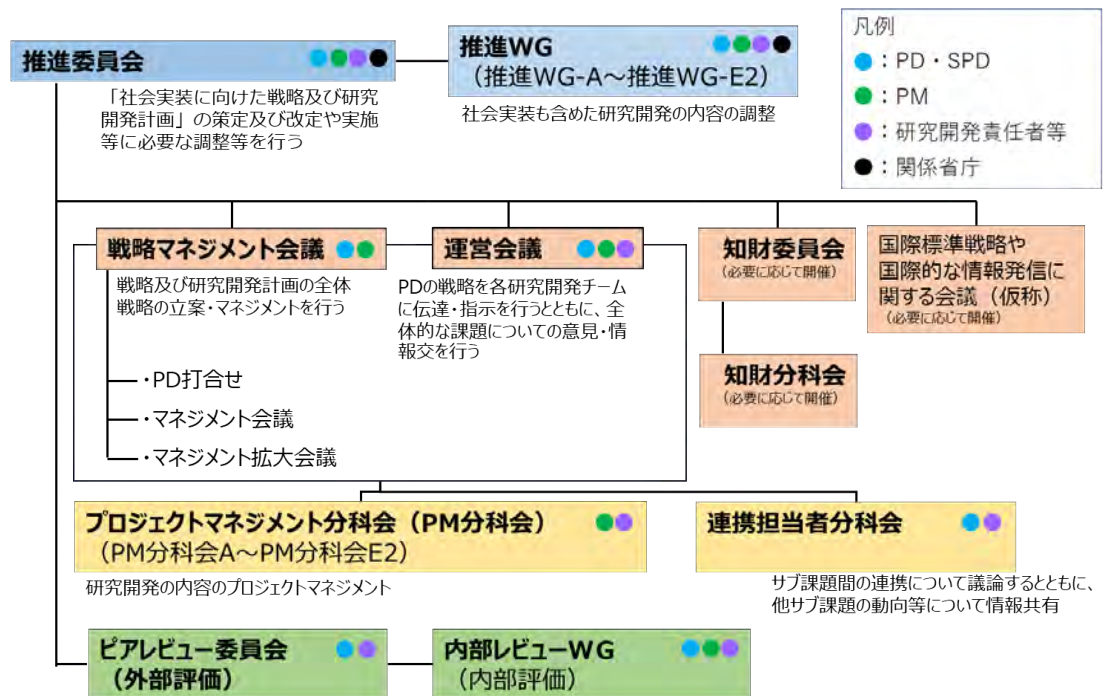 推進委員会
「社会実装に向けた戦略及び研究
開発計画」の策定及び改定や実施
等に必要な調整等を行う
推進WG
（推進WG-A～推進WG-E2）
社会実装も含めた研究開発の内容の調整
凡例
●：PD・SPD
●：PM
●：研究開発責任者等
●：関係省庁
戦略マネジメント会議
戦略及び研究開発計画の全体
戦略の立案・マネジメントを行う
・PD打合せ
・マネジメント会議
・マネジメント拡大会議
運営会議
PDの戦略を各研究開発チーム
に伝達・指示を行うとともに、全
体的な課題についての意見・情
報交を行う
知財委員会
（必要に応じて開催）
知財分科会
（必要に応じて開催）
国際標準戦略や
国際的な情報発信に
関する会議（仮称）
（必要に応じて開催）
プロジェクトマネジメント分科会（PM分科会）
（PM分科会A～PM分科会E2）
研究開発の内容のプロジェクトマネジメント
連携担当者分科会
サブ課題間の連携について議論するとともに、
他サブ課題の動向等について情報共有
ピアレビュー委員会
（外部評価）
内部レビューWG
（内部評価）